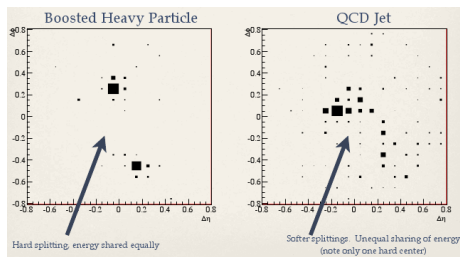 Boosted Heavy Particle
QCD Jet
Δφ
0.8
0.6
0.4
0.2
0
-0.2
-0.4
-0.6
-0.8
-0.8 -0.6 -0.4 -0.2 0 0.2 0.4 0.6 0.8
Δη
Δφ
0.8
0.6
0.4
0.2
0
-0.2
-0.4
-0.6
-0.8
-0.8 -0.6 -0.4 -0.2 0 0.2 0.4 0.6 0.8
Δη
Hard splitting, energy shared equally
Softer splittings. Unequal sharing of energy
(note only one hard center)